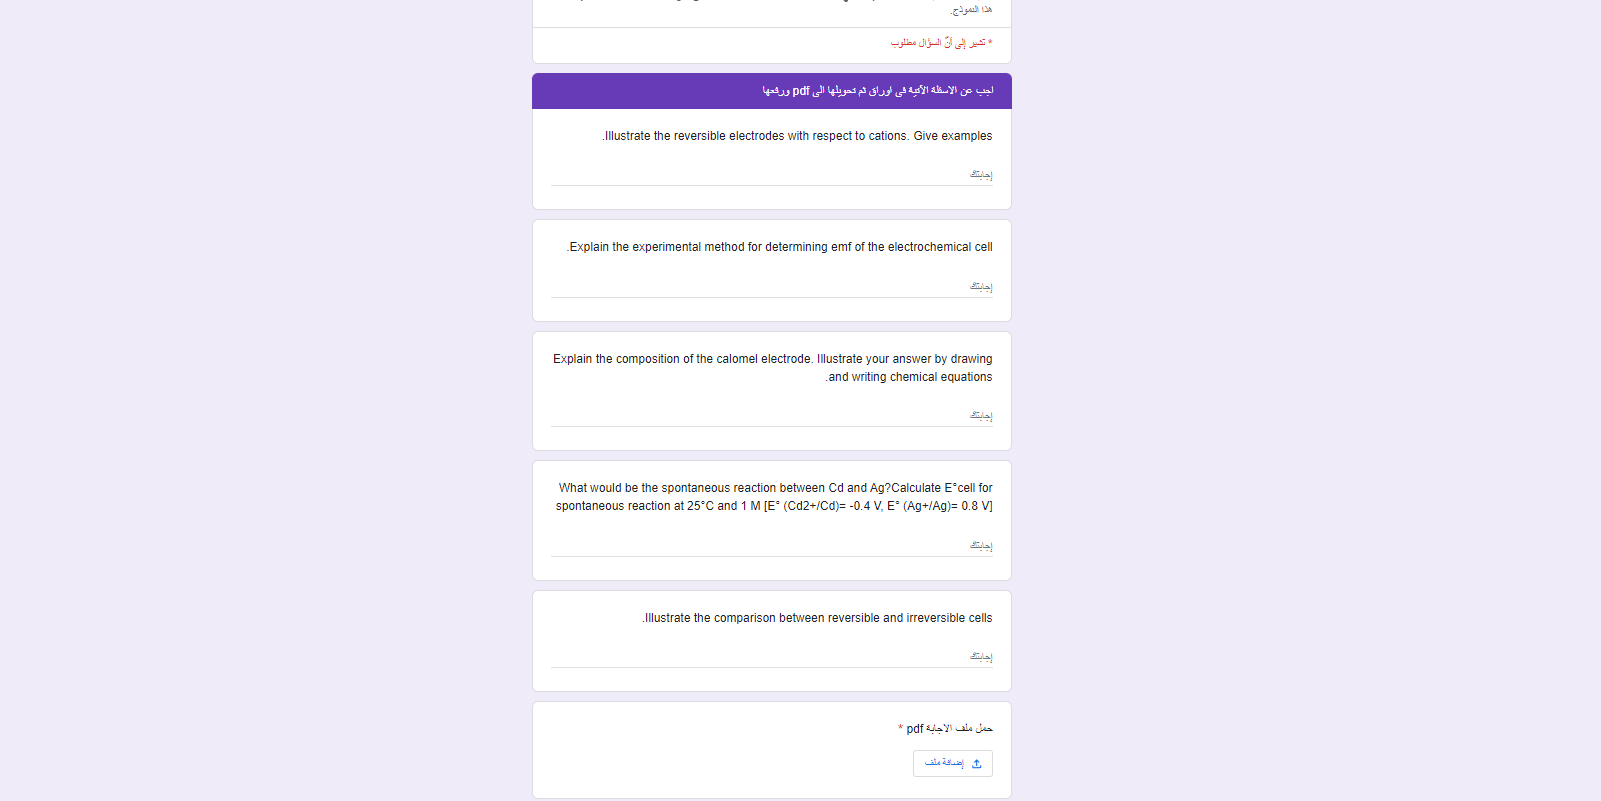 هذا النموذج.
* تشير إلى أنّ السؤال مطلوب
اجب عن الاسئلة الآتية في اوراق ثم تحويلها الى pdf ورفعها
.Illustrate the reversible electrodes with respect to cations. Give examples
إجابتك
.Explain the experimental method for determining emf of the electrochemical cell
إجابتك
Explain the composition of the calomel electrode. Illustrate your answer by drawing
.and writing chemical equations
إجابتك
What would be the spontaneous reaction between Cd and Ag?Calculate E°cell for
spontaneous reaction at 25°C and 1 M [E° (Cd2+/Cd)= -0.4 V, E° (Ag+/Ag)= 0.8 V]
إجابتك
.Illustrate the comparison between reversible and irreversible cells
إجابتك
حمل ملف الاجابة pdf *
إضافة ملف